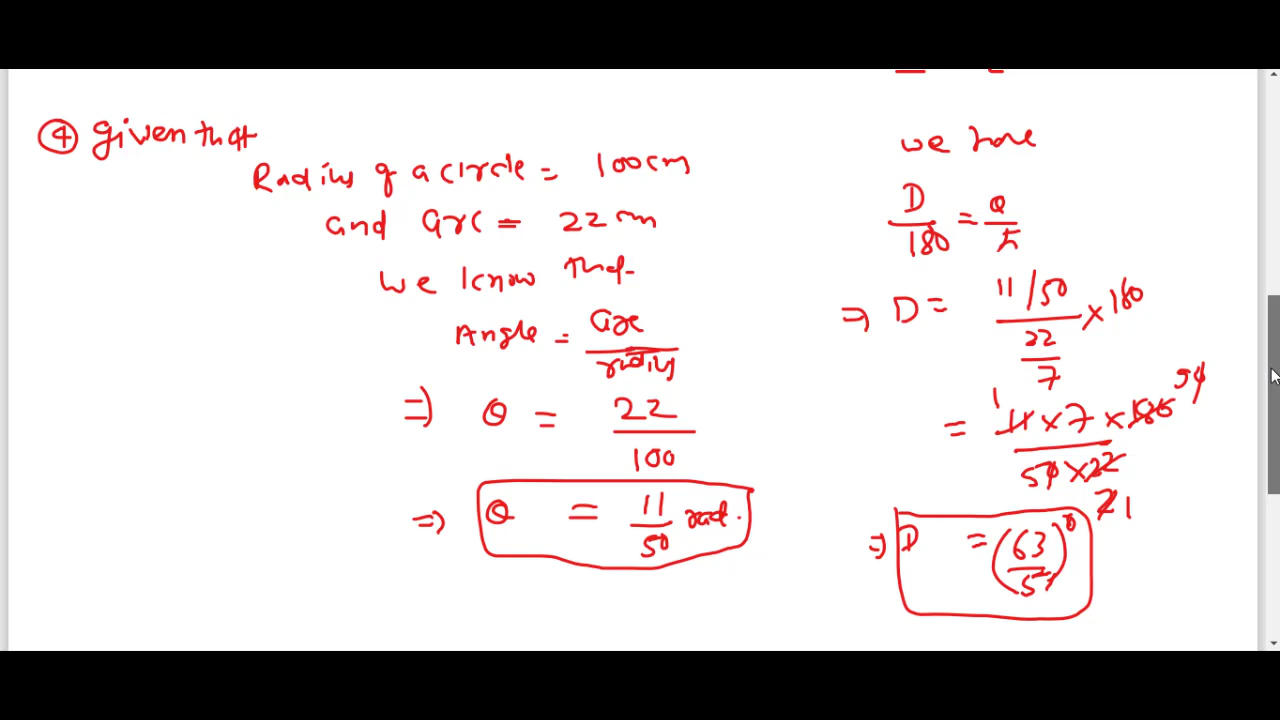 ④ Given that
Radius of a circle = 100cm
and arc = 22 cm
We know that
Angle = arc / radius
⇒ θ = 22 / 100
⇒ θ = 11 / 50 rad.
we have
D / 180 = θ / π
⇒ D = (11/50) / (22/7) × 180
= 11 × 7 × 180 / 50 × 22
⇒ D = (63 / 5)°